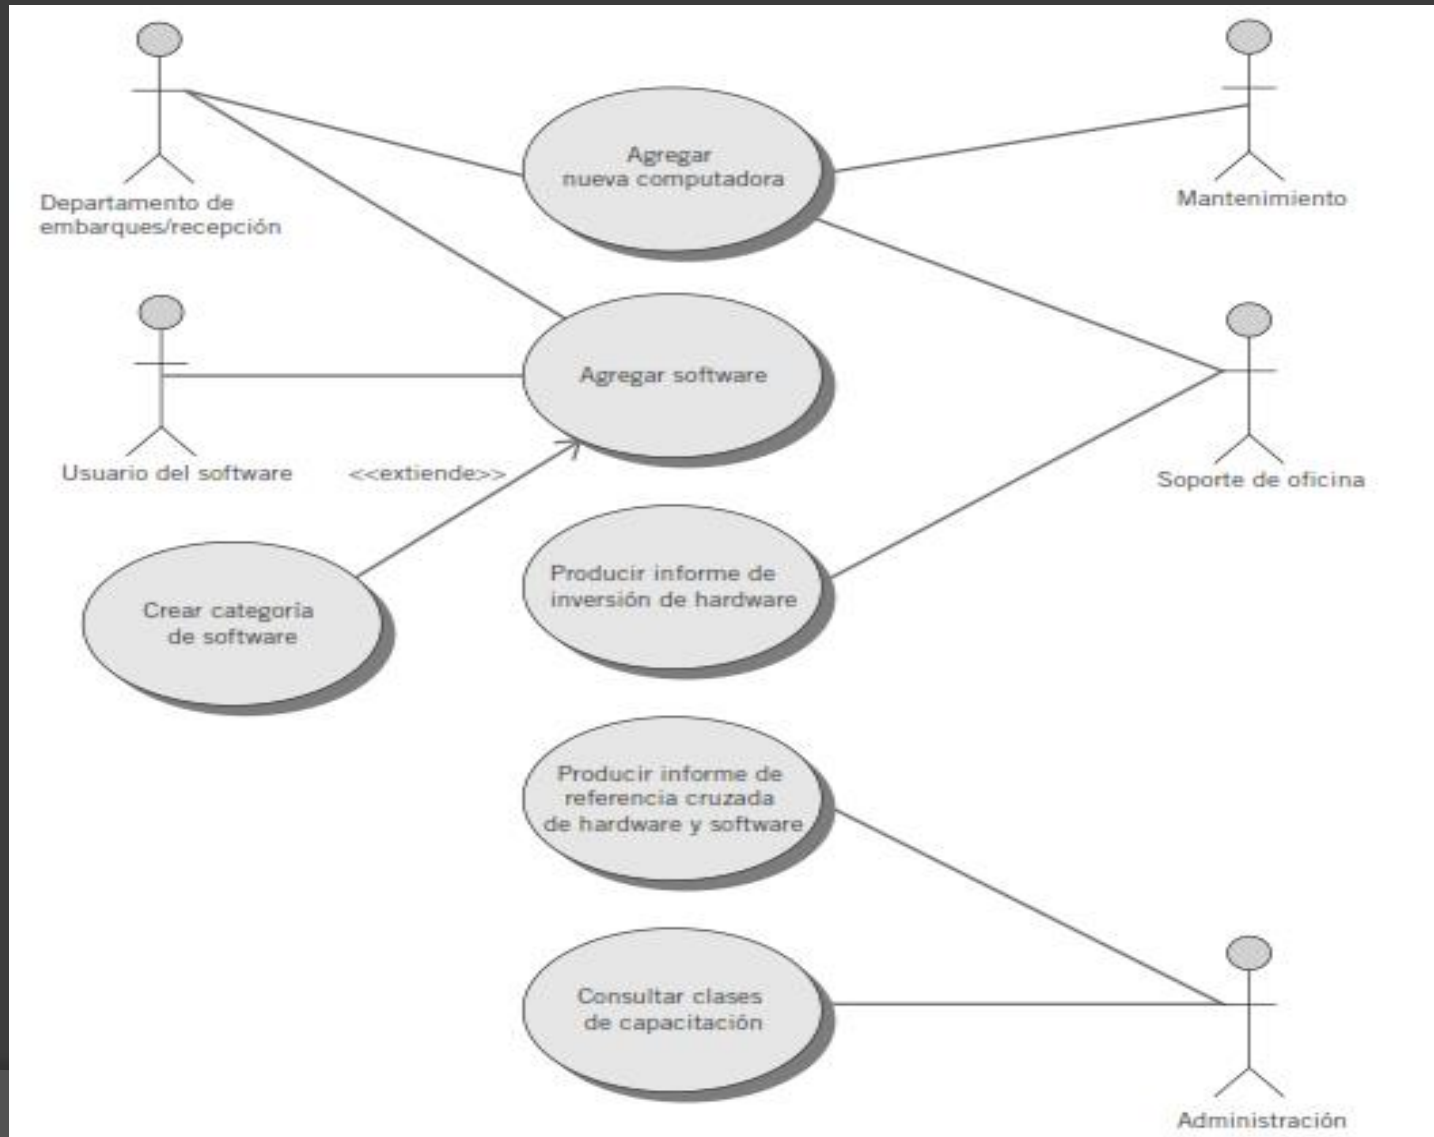 Agregar
nueva computadora
Departamento de
embarques/recepción
Mantenimiento
Agregar software
Usuario del software
<<extiende>>
Soporte de oficina
Producir informe de
inversión de hardware
Crear categoría
de software
Producir informe de
referencia cruzada
de hardware y software
Consultar clases
de capacitación
Administración